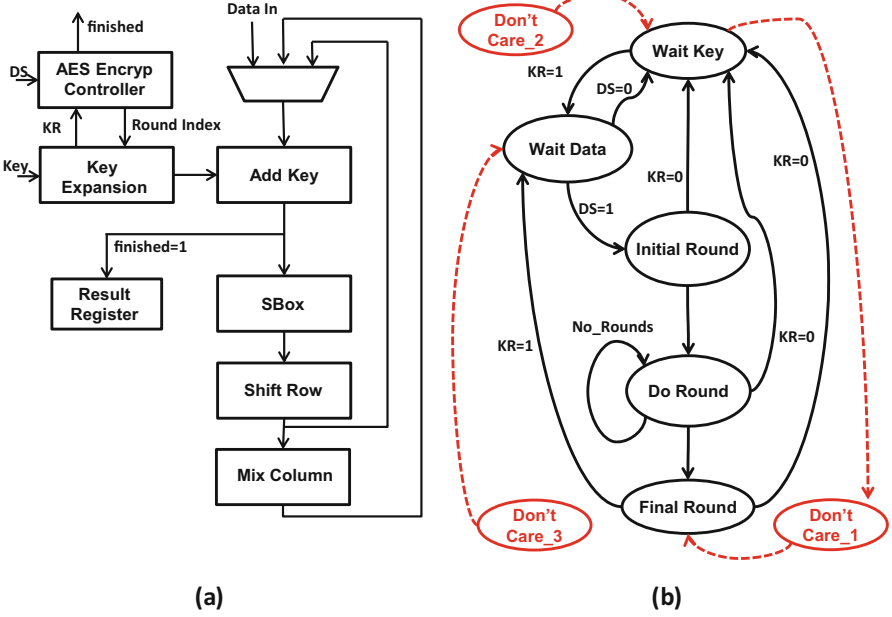 finished
Data In
DS
AES Encryp
Controller
KR
Round Index
Key
Key
Expansion
Add Key
finished=1
Result
Register
SBox
Shift Row
Mix Column
(a)
Don't
Care_2
Wait Key
KR=1
DS=0
Wait Data
KR=0
KR=0
DS=1
Initial Round
No_Rounds
KR=1
KR=0
Do Round
Final Round
Don't
Care_3
Don't
Care_1
(b)